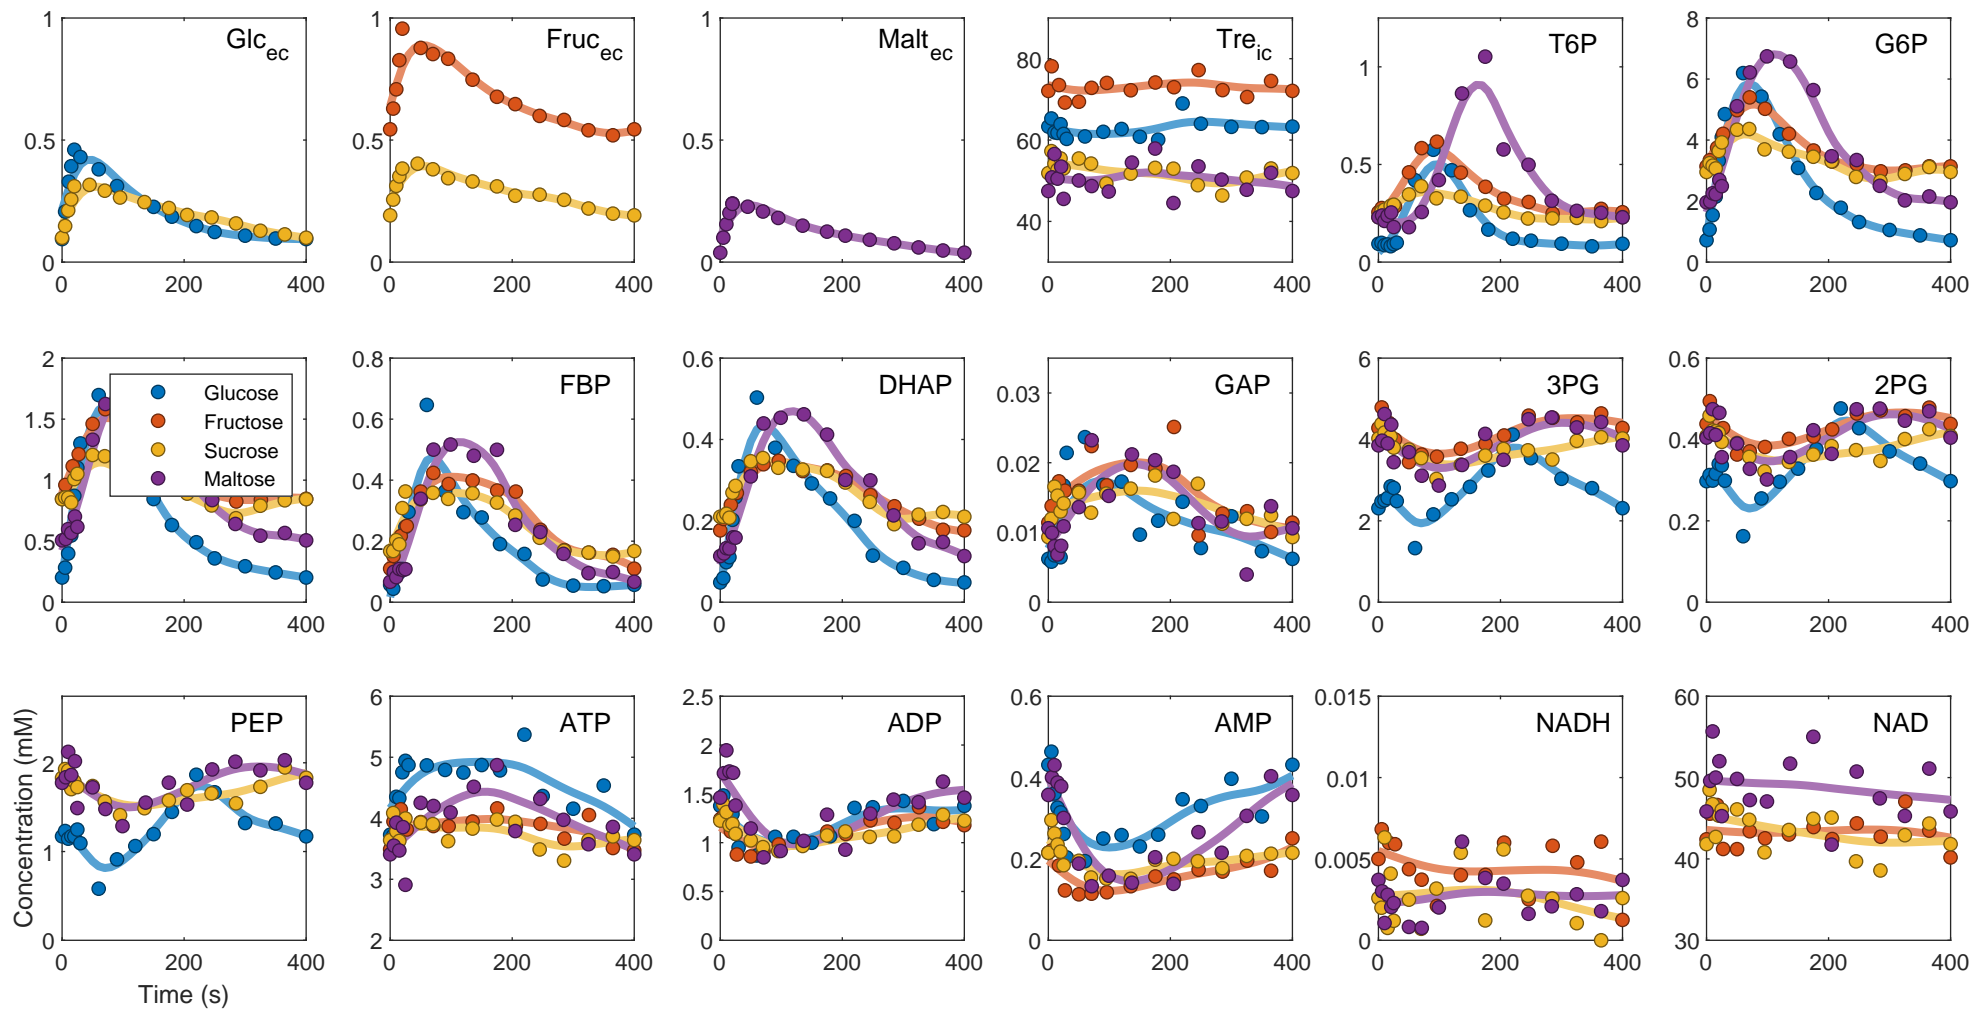 1 Glc_ec 1 Fruc_ec 1 Malt_ec 80 Tre_ic T6P 8 G6P
1 6
0.5 0.5 0.5 60 0.5 4
40 2
0 0 0 0 0
0 200 400 0 200 400 0 200 400 0 200 400 0 200 400 0 200 400
2 0.8 FBP 0.6 DHAP GAP 6 3PG 0.6 2PG
Glucose
1.5 Fructose 0.6 0.4 0.03 4 0.4
Sucrose
1 Maltose 0.4 0.02
0.5 0.2 0.2 0.01 2 0.2
0 0 0 0 0 0
0 200 400 0 200 400 0 200 400 0 200 400 0 200 400 0 200 400
Concentration (mM)
PEP 6 ATP 2.5 ADP 0.6 AMP 0.015 NADH 60 NAD
2 5 2 0.4 0.01 50
4 1.5
1 1 0.2 0.005 40
3 0.5
0 2 0 0 0 30
0 200 400 0 200 400 0 200 400 0 200 400 0 200 400 0 200 400
Time (s)